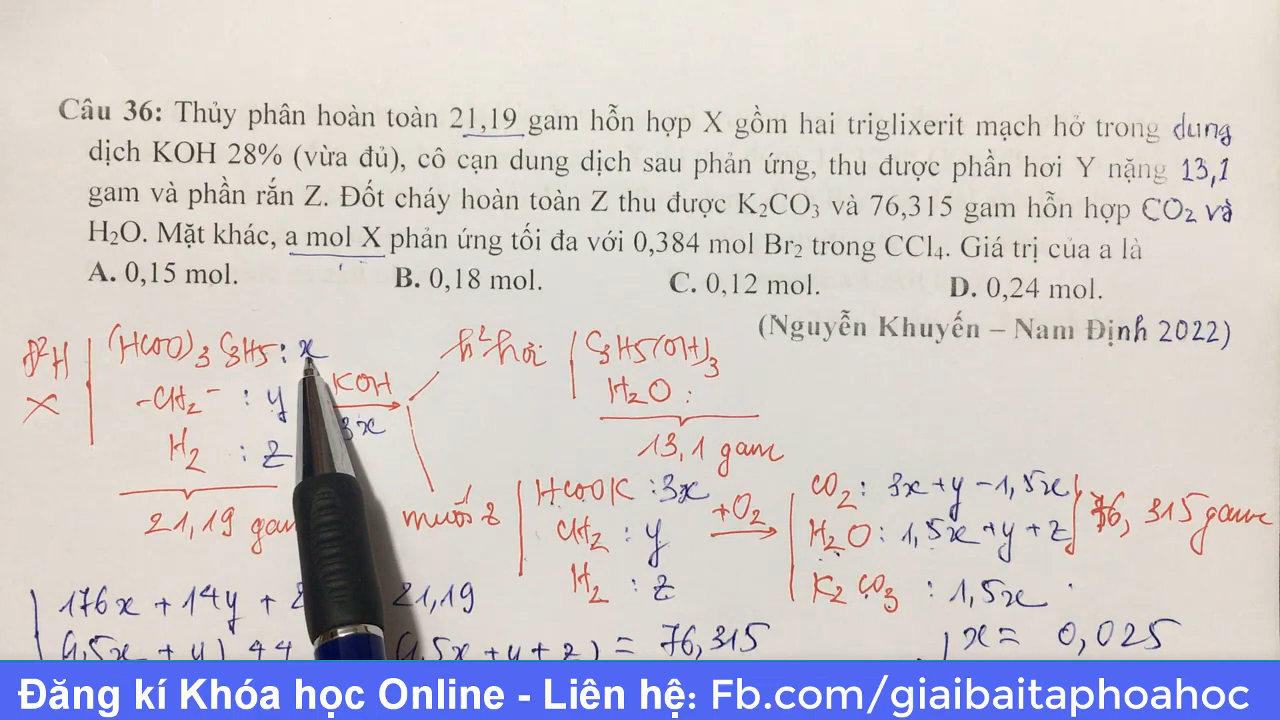 Câu 36: Thủy phân hoàn toàn 21,19 gam hỗn hợp X gồm hai triglixerit mạch hở trong dung
dịch KOH 28% (vừa đủ), cô cạn dung dịch sau phản ứng, thu được phần hơi Y nặng 13,1
gam và phần rắn Z. Đốt cháy hoàn toàn Z thu được K₂CO₃ và 76,315 gam hỗn hợp CO₂ và
H₂O. Mặt khác, a mol X phản ứng tối đa với 0,384 mol Br₂ trong CCl₄. Giá trị của a là
A. 0,15 mol. B. 0,18 mol. C. 0,12 mol. D. 0,24 mol.
(Nguyễn Khuyến – Nam Định 2022)
(HCOO)₃C₃H₅ : x
h² hơi
C₃H₅(OH)₃
X
-CH₂- : y
KOH
3x
H₂O :
H₂ : z
13,1 gam
21,19 gam
muối Z
HCOOK : 3x
+O₂
CO₂ : 3x+y-1,5x
76,315 gam
CH₂ : y
H₂O : 1,5x+y+z
H₂ : z
K₂CO₃ : 1,5x
176x + 14y + 21,19
(1,5x + y) 44 (1,5x+y+z) = 76,315
x = 0,025
Đăng kí Khóa học Online - Liên hệ: Fb.com/giaibaitaphoahoc